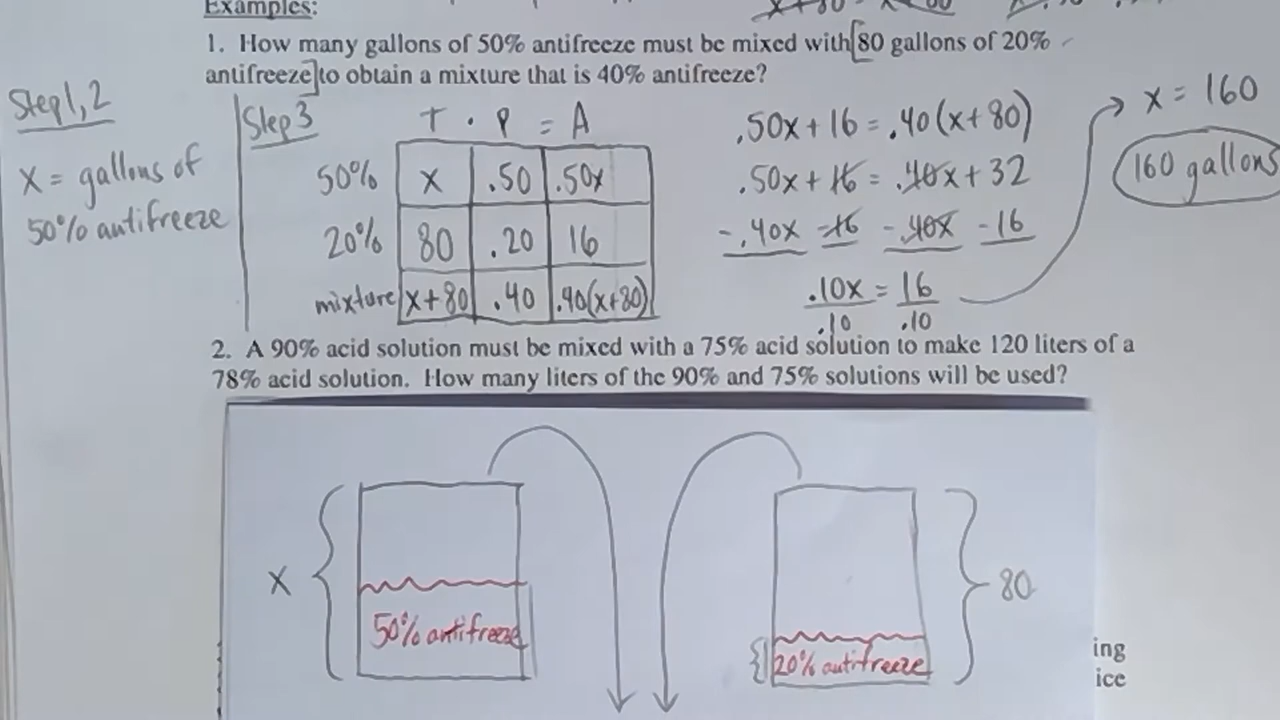 Examples:
1. How many gallons of 50% antifreeze must be mixed with [80 gallons of 20%
antifreeze] to obtain a mixture that is 40% antifreeze?
Step 1, 2
x = gallons of
50% antifreeze
Step 3
T · P = A
50% x .50 .50x
20% 80 .20 16
mixture x+80 .40 .40(x+80)
.50x + 16 = .40(x+80)
.50x + 16 = .40x + 32
-.40x -16 -.40x -16
.10x = 16
.10 .10
x = 160
160 gallons
2. A 90% acid solution must be mixed with a 75% acid solution to make 120 liters of a
78% acid solution. How many liters of the 90% and 75% solutions will be used?
x
50% antifreeze
20% antifreeze
80
ing
ice